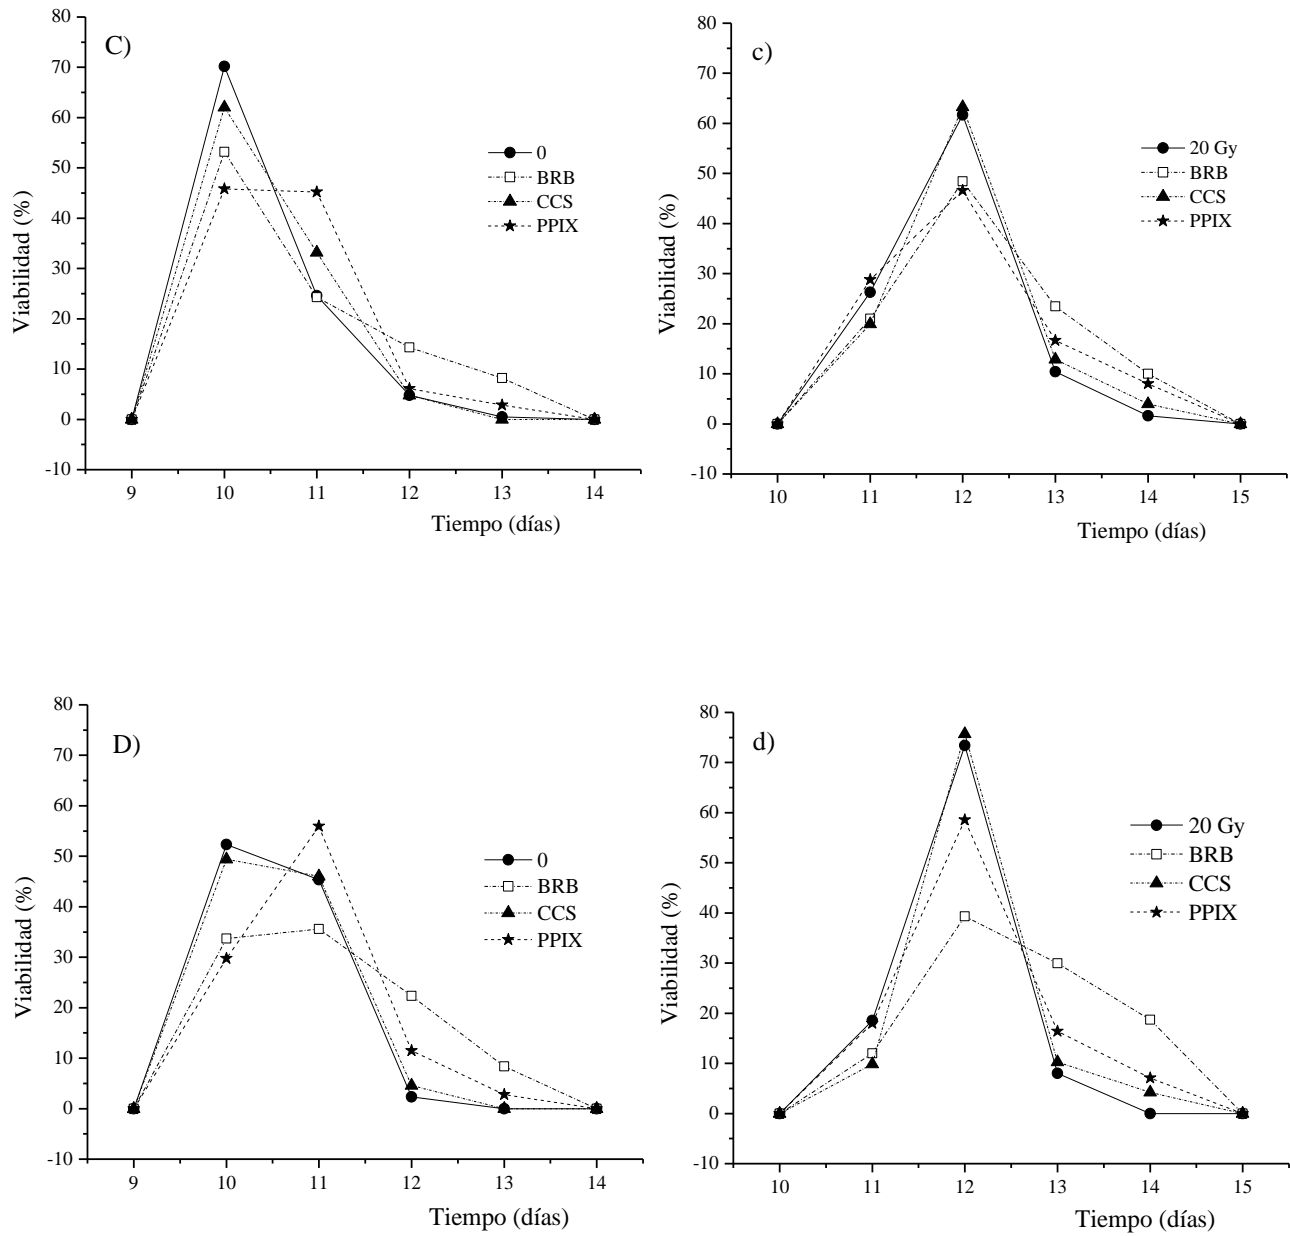 C)
Viabilidad (%)
80
70
60
50
40
30
20
10
0
-10
0
BRB
CCS
PPIX
9 10 11 12 13 14
Tiempo (días)
c)
Viabilidad (%)
80
70
60
50
40
30
20
10
0
-10
20 Gy
BRB
CCS
PPIX
10 11 12 13 14 15
Tiempo (días)
D)
Viabilidad (%)
80
70
60
50
40
30
20
10
0
-10
0
BRB
CCS
PPIX
9 10 11 12 13 14
Tiempo (días)
d)
Viabilidad (%)
80
70
60
50
40
30
20
10
0
-10
20 Gy
BRB
CCS
PPIX
10 11 12 13 14 15
Tiempo (días)